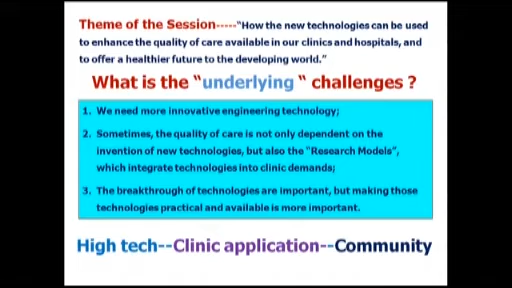 Theme of the Session-----"How the new technologies can be used
to enhance the quality of care available in our clinics and hospitals, and
to offer a healthier future to the developing world."
What is the "underlying " challenges ?
1. We need more innovative engineering technology;
2. Sometimes, the quality of care is not only dependent on the
invention of new technologies, but also the "Research Models",
which integrate technologies into clinic demands;
3. The breakthrough of technologies are important, but making those
technologies practical and available is more important.
High tech--Clinic application--Community